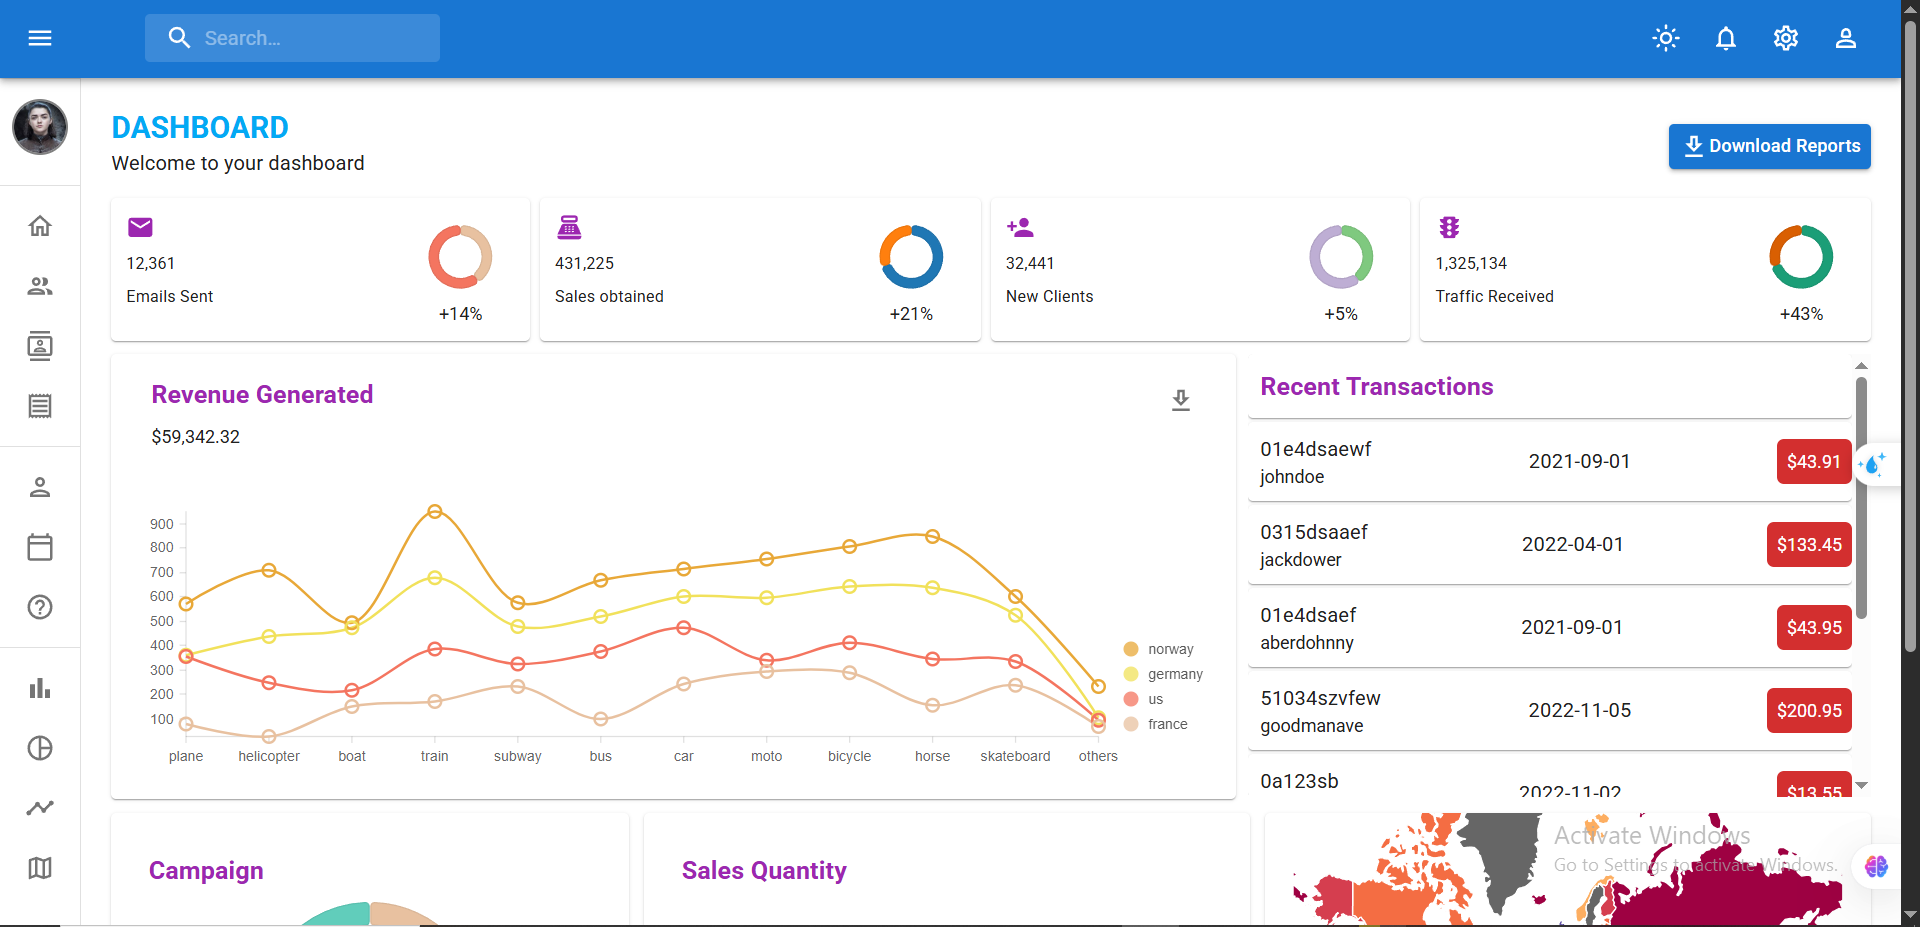 Search...
DASHBOARD
Welcome to your dashboard
Download Reports
12,361
Emails Sent
+14%
431,225
Sales obtained
+21%
32,441
New Clients
+5%
1,325,134
Traffic Received
+43%
Revenue Generated
$59,342.32
900
800
700
600
500
400
300
200
100
plane helicopter boat train subway bus car moto bicycle horse skateboard others
norway
germany
us
france
Recent Transactions
01e4dsaewf
johndoe
2021-09-01
$43.91
0315dsaaef
jackdower
2022-04-01
$133.45
01e4dsaef
aberdohnny
2021-09-01
$43.95
51034szvfew
goodmanave
2022-11-05
$200.95
0a123sb
2022-11-02
$13.55
Campaign
Sales Quantity
Activate Windows
Go to Settings to activate Windows.